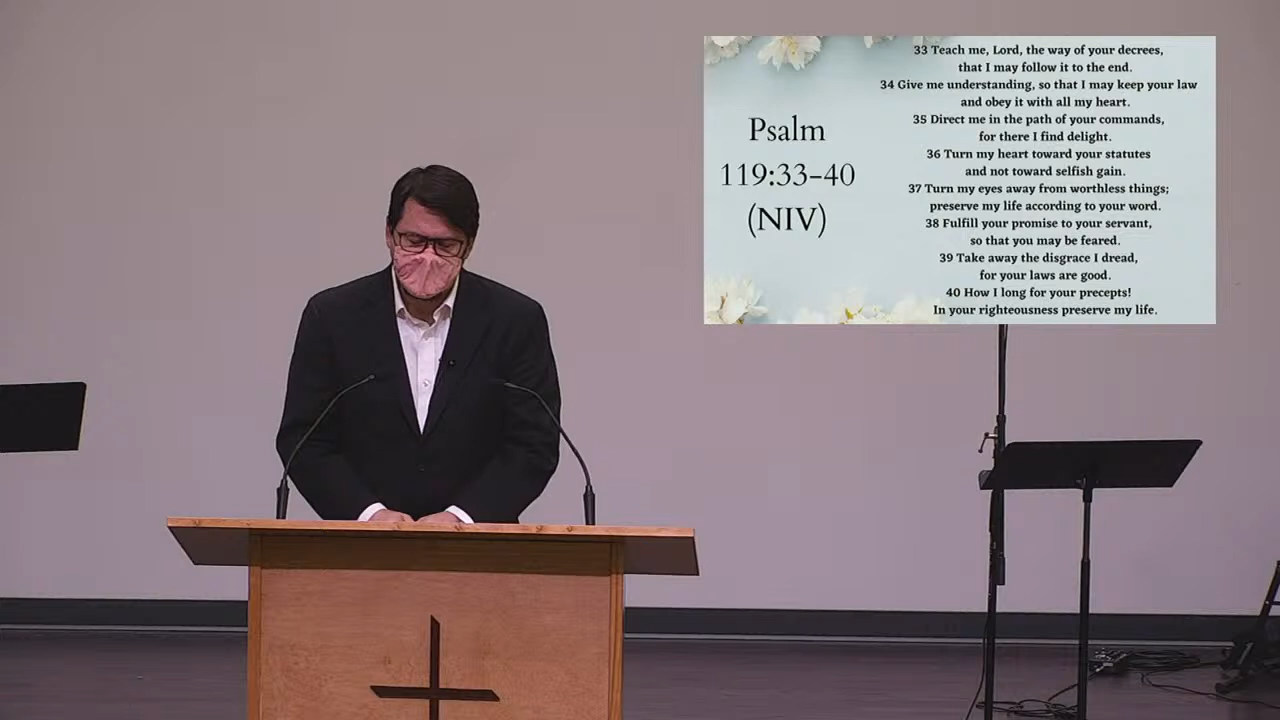 Psalm
119:33-40
(NIV)
33 Teach me, Lord, the way of your decrees,
that I may follow it to the end.
34 Give me understanding, so that I may keep your law
and obey it with all my heart.
35 Direct me in the path of your commands,
for there I find delight.
36 Turn my heart toward your statutes
and not toward selfish gain.
37 Turn my eyes away from worthless things;
preserve my life according to your word.
38 Fulfill your promise to your servant,
so that you may be feared.
39 Take away the disgrace I dread,
for your laws are good.
40 How I long for your precepts!
In your righteousness preserve my life.